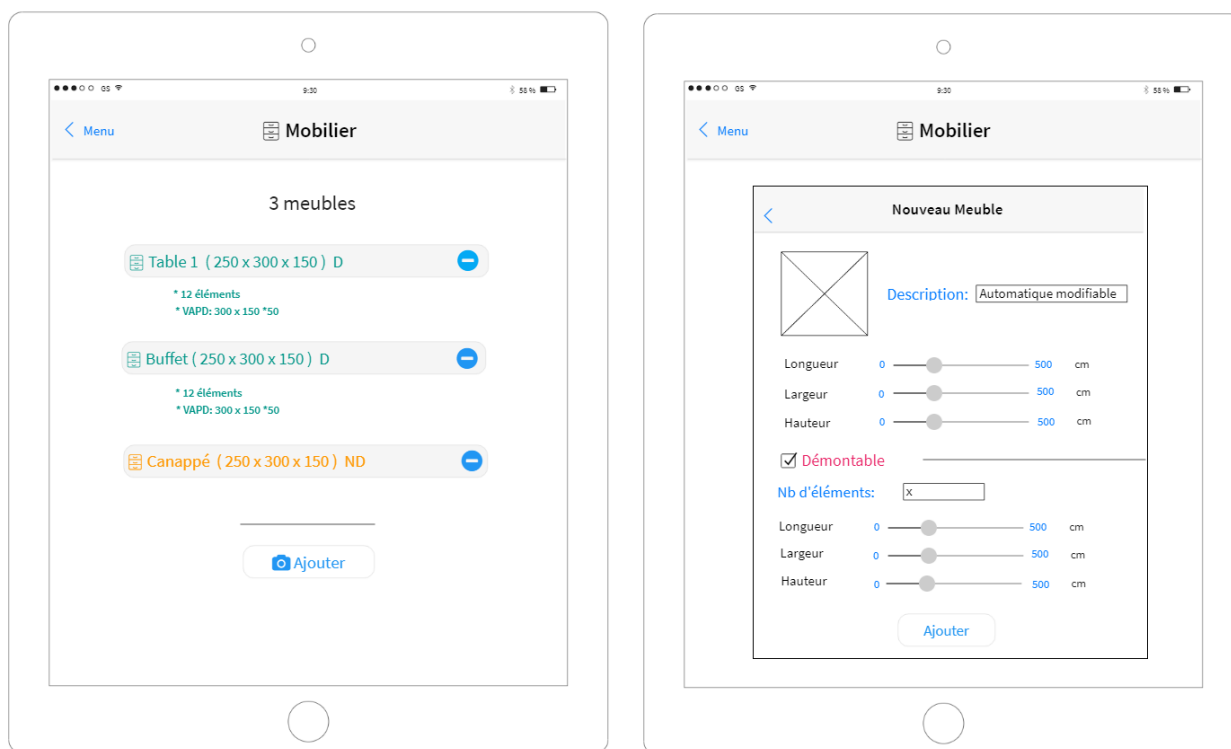 GS 9:30 58 %
Menu Mobilier
3 meubles
Table 1 ( 250 x 300 x 150 ) D
* 12 éléments
* VAPD: 300 x 150 *50
Buffet ( 250 x 300 x 150 ) D
* 12 éléments
* VAPD: 300 x 150 *50
Canappé ( 250 x 300 x 150 ) ND
Ajouter
GS 9:30 58 %
Menu Mobilier
Nouveau Meuble
Description: Automatique modifiable
Longueur 0 500 cm
Largeur 0 500 cm
Hauteur 0 500 cm
Démontable
Nb d'éléments: x
Longueur 0 500 cm
Largeur 0 500 cm
Hauteur 0 500 cm
Ajouter